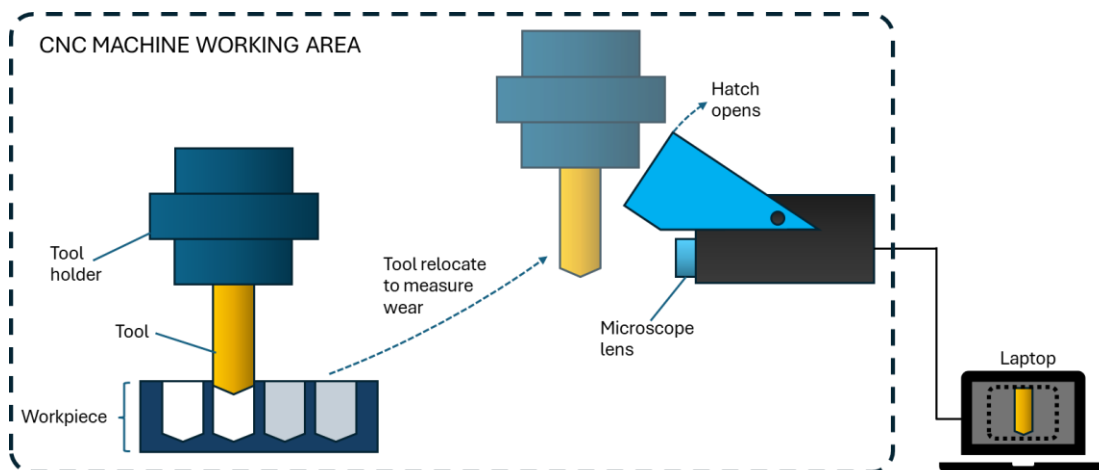 CNC MACHINE WORKING AREA
Hatch
opens
Tool
holder
Tool relocate
to measure
wear
Tool
Microscope
lens
Laptop
Workpiece